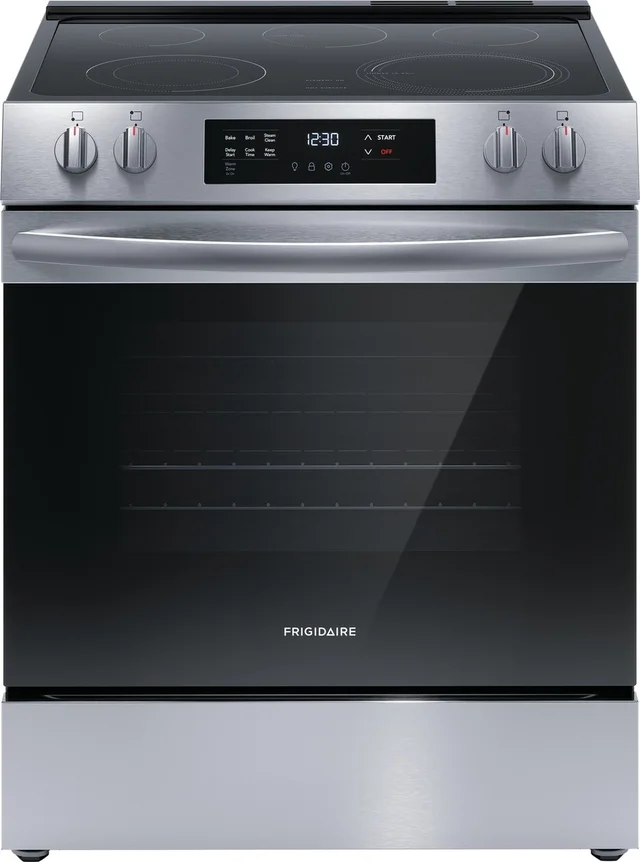 Bake Broil Steam Clean
12:30
START
Delay Start Cook Time Keep Warm
OFF
Warm Zone
FRIGIDAIRE